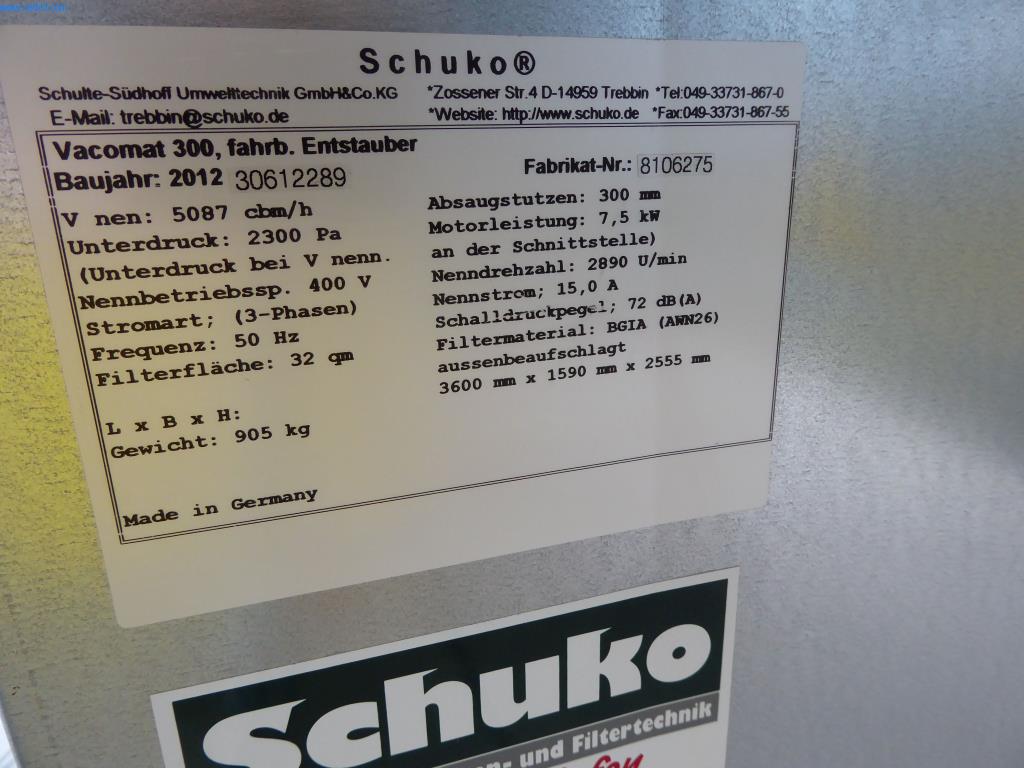 Schuko®
Schulte-Südhoff Umwelttechnik GmbH&Co.KG *Zossener Str.4 D-14959 Trebbin *Tel:049-33731-867-0
E-Mail: trebbin@schuko.de *Website: http://www.schuko.de *Fax:049-33731-867-55
Vacomat 300, fahrb. Entstauber
Baujahr: 2012 30612289
Fabrikat-Nr.: 8106275
V nen: 5087 cbm/h
Unterdruck: 2300 Pa
(Unterdruck bei V nenn.
Nennbetriebssp. 400 V
Stromart; (3-Phasen)
Frequenz: 50 Hz
Filterfläche: 32 qm
L x B x H:
Gewicht: 905 kg
Absaugstutzen: 300 mm
Motorleistung: 7,5 kW
an der Schnittstelle)
Nenndrehzahl: 2890 U/min
Nennstrom; 15,0 A
Schalldruckpegel; 72 dB(A)
Filtermaterial: BGIA (AWN26)
aussenbeaufschlagt
3600 mm x 1590 mm x 2555 mm
Made in Germany
Schuko
und Filtertechnik